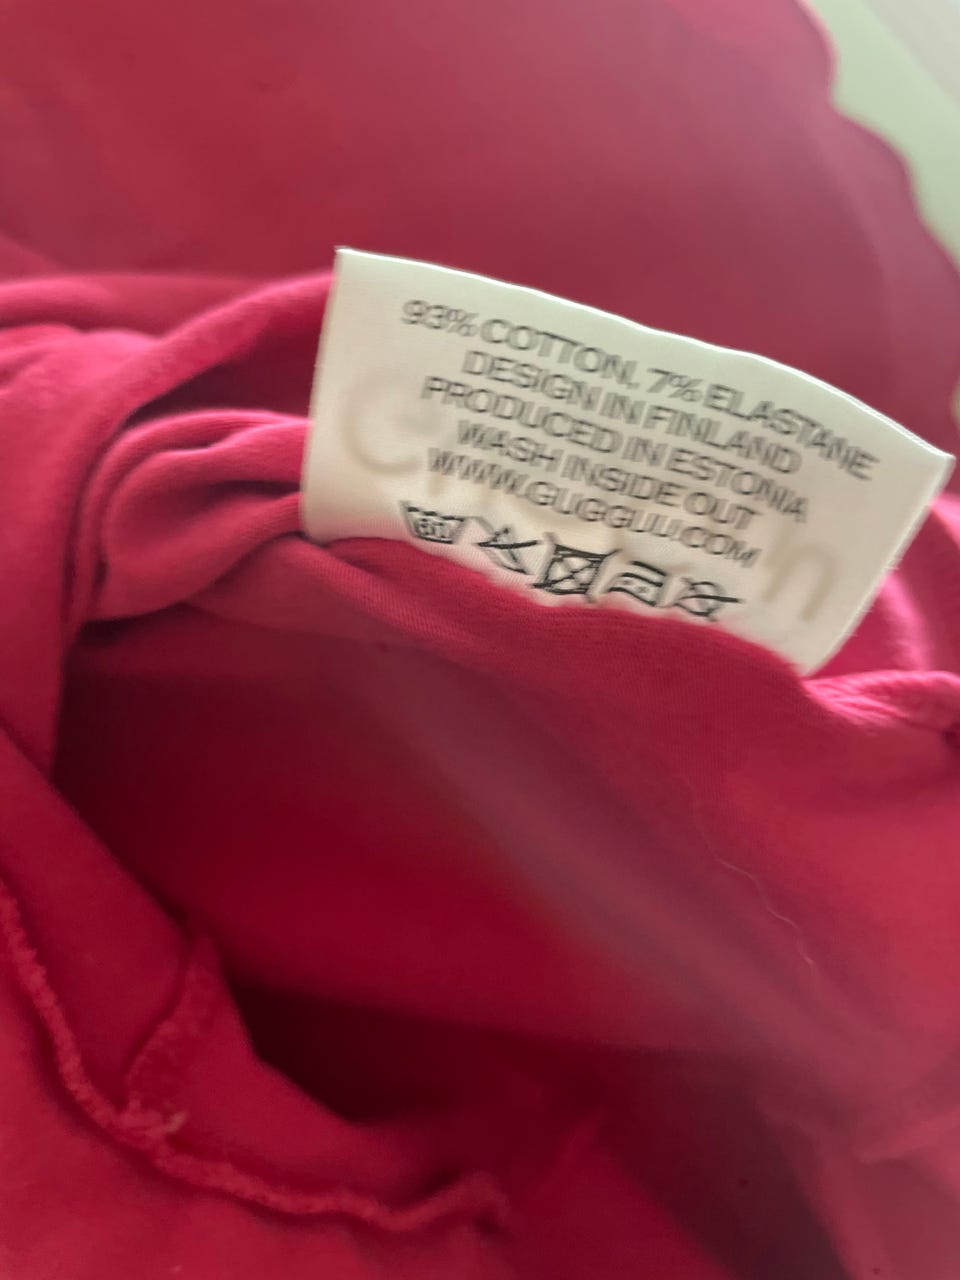 93% COTTON, 7% ELASTANE
DESIGN IN FINLAND
PRODUCED IN ESTONIA
WASH INSIDE OUT
WWW.GUGGUU.COM